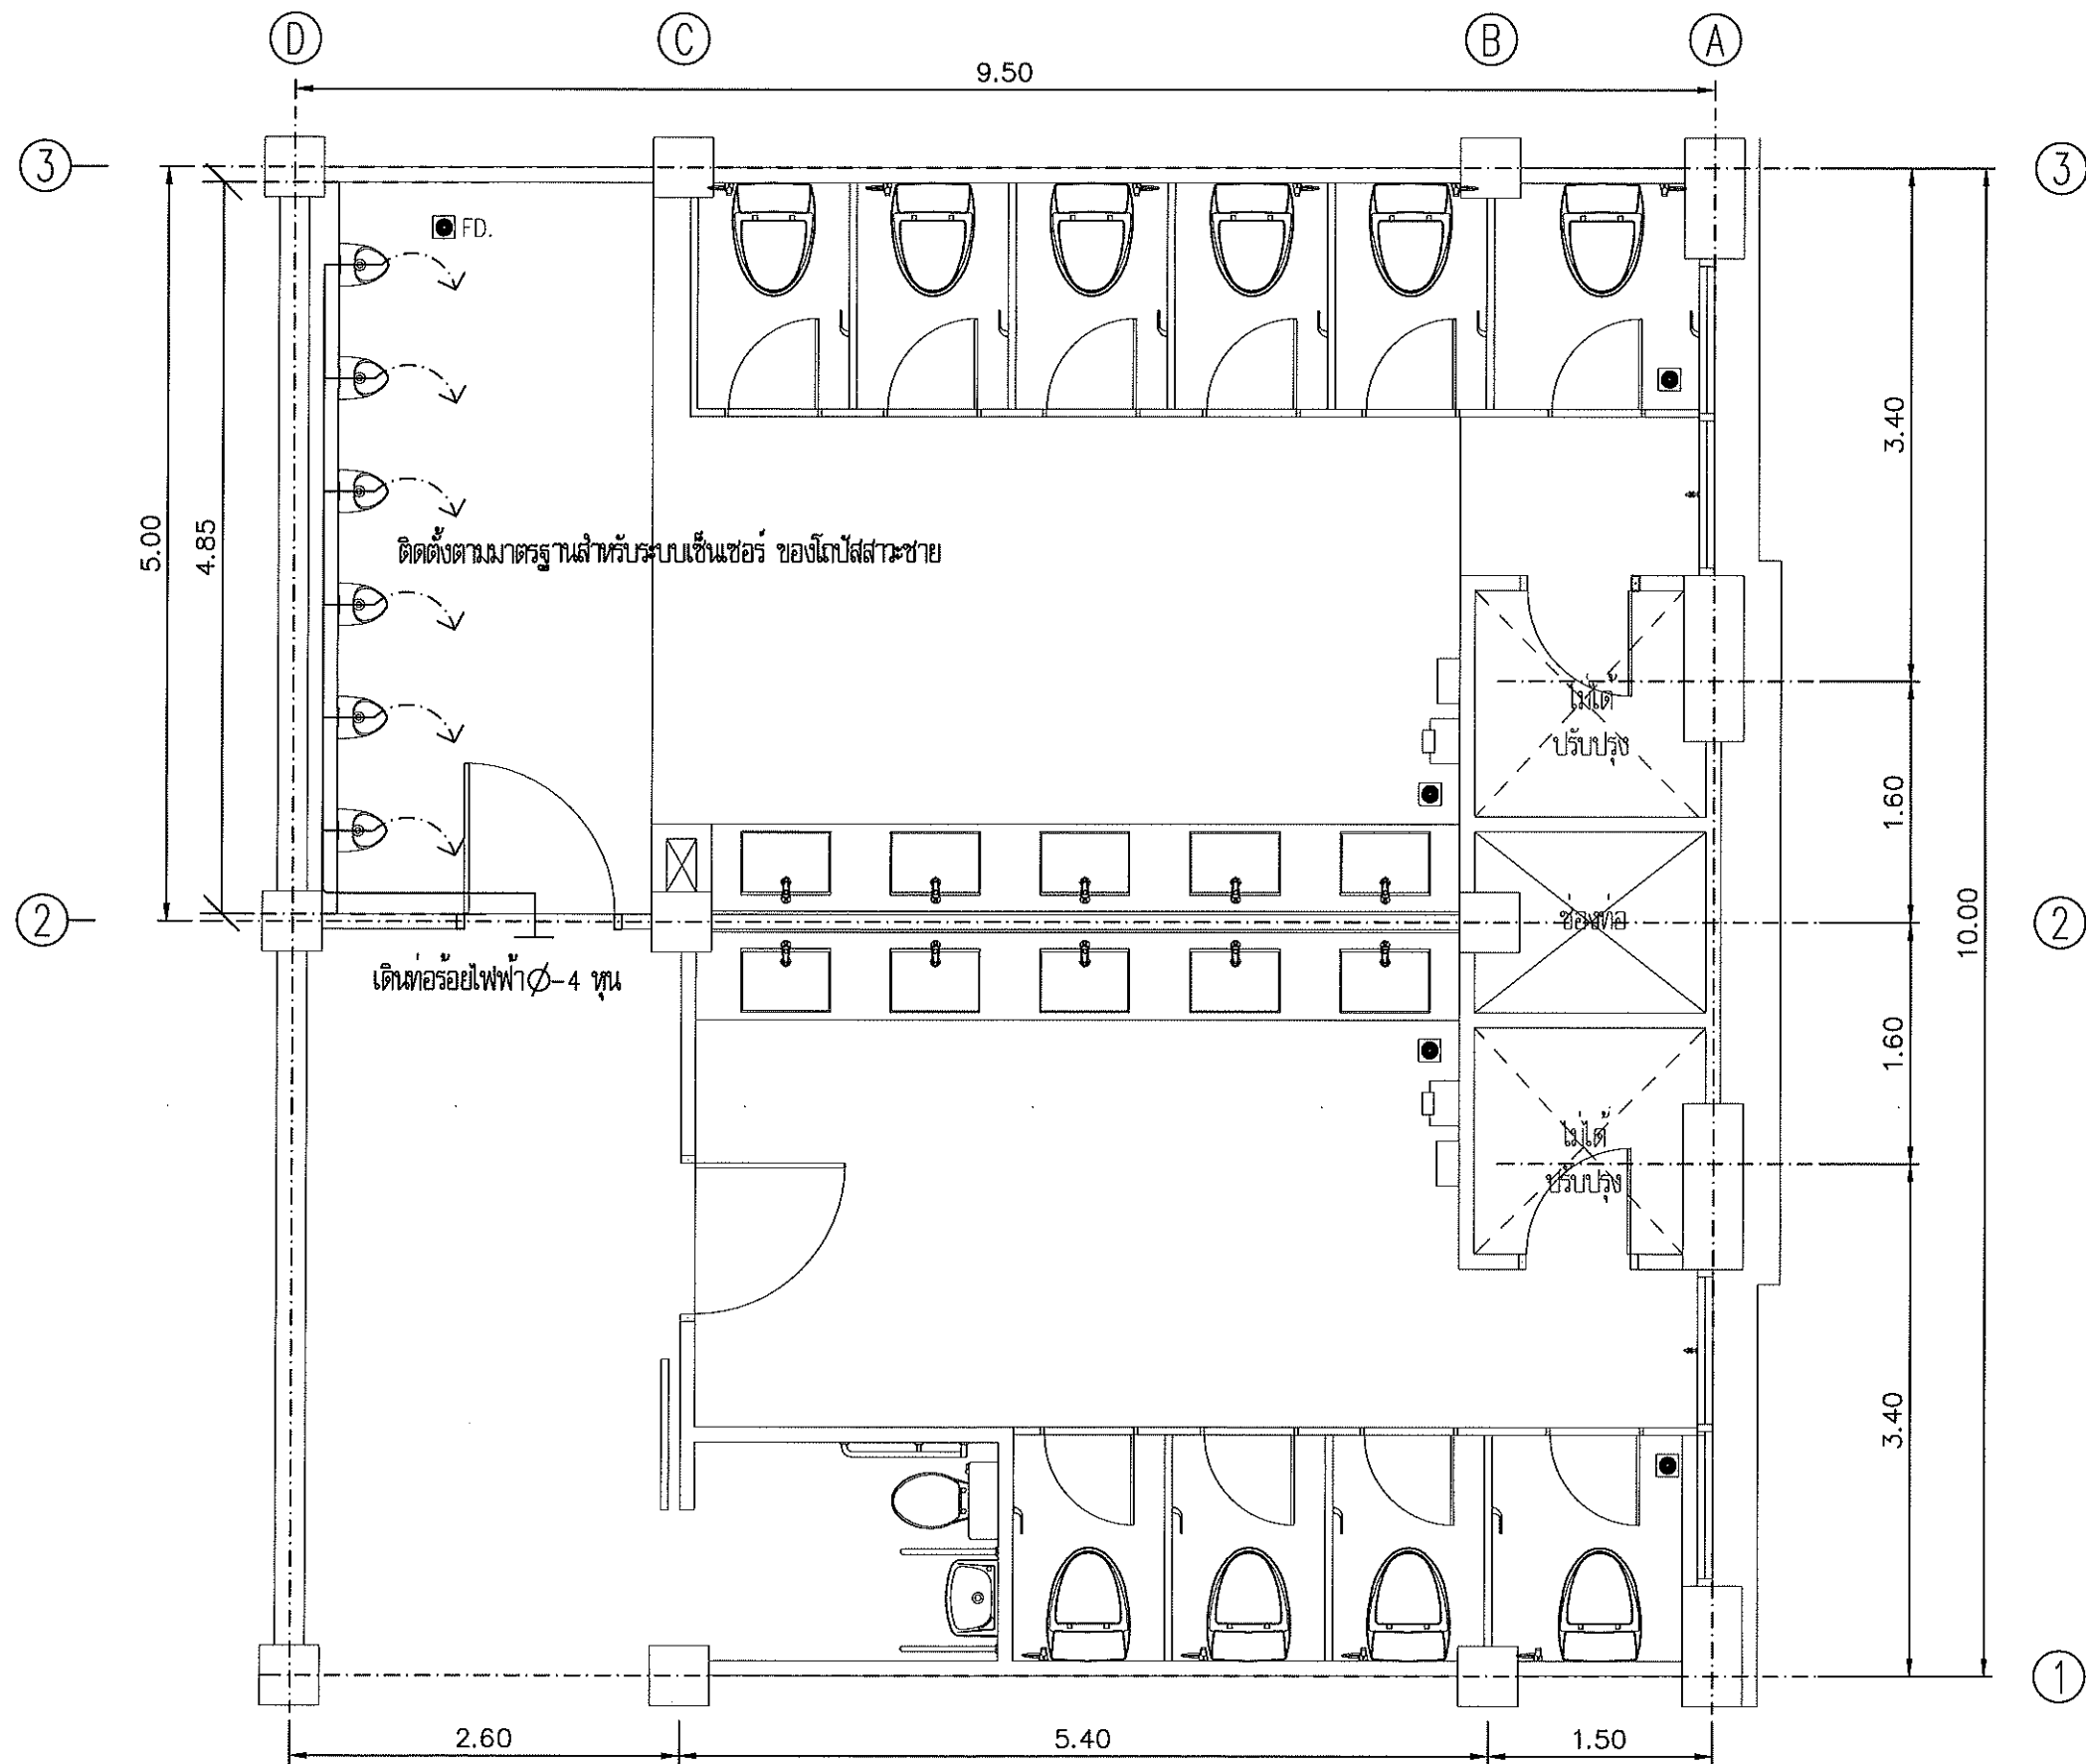 D
C
B
A
9.50
3
3
FD.
3.40
5.00
4.85
ติดตั้งตามมาตรฐานสำหรับระบบเซ็นเซอร์ ของโถปัสสาวะชาย
ไม่ได้
ปรับปรุง
1.60
10.00
2
ช่องท่อ
2
เดินท่อร้อยไฟฟ้าØ-4 หุน
1.60
ไม่ได้
ปรับปรุง
3.40
1
2.60
5.40
1.50